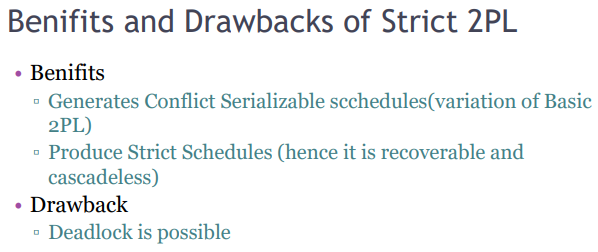 Benifits and Drawbacks of Strict 2PL
• Benifits
▫ Generates Conflict Serializable scchedules(variation of Basic
2PL)
▫ Produce Strict Schedules (hence it is recoverable and
cascadeless)
• Drawback
▫ Deadlock is possible